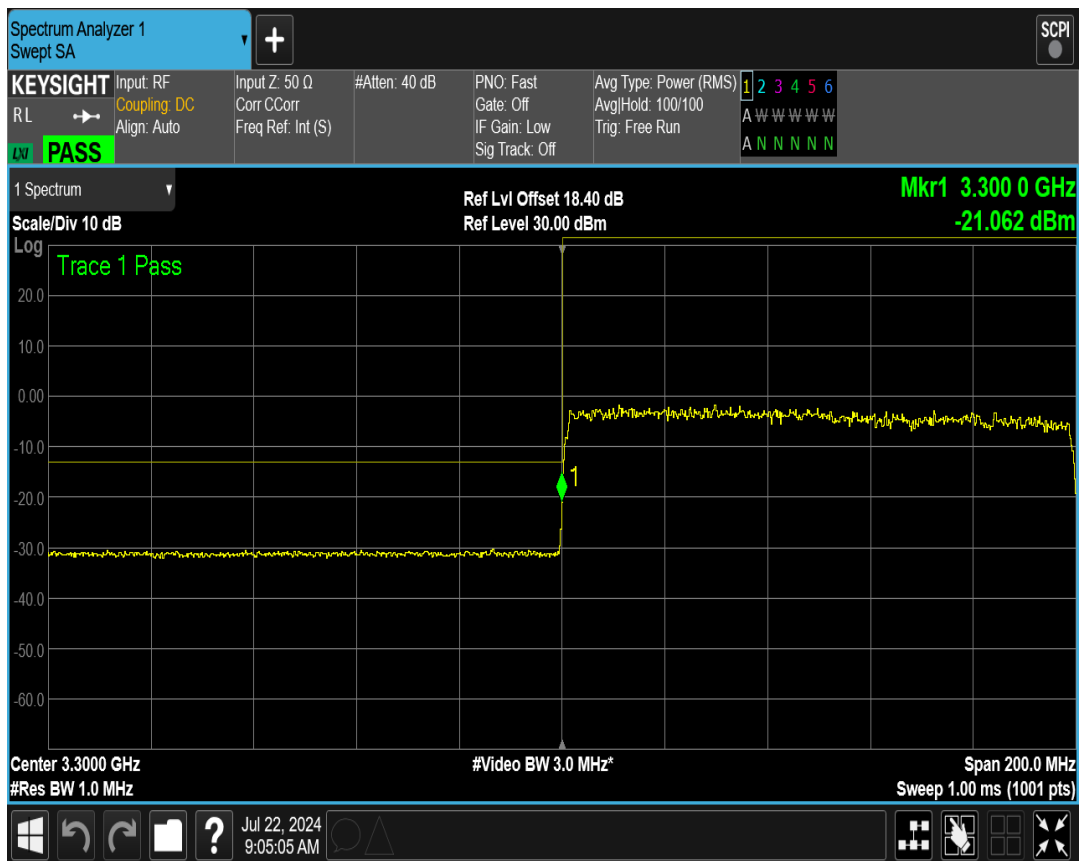 Spectrum Analyzer 1
Swept SA
+
SCPI
KEYSIGHT
RL
LXI PASS
Input: RF
Coupling: DC
Align: Auto
Input Z: 50 Ω
Corr CCorr
Freq Ref: Int (S)
#Atten: 40 dB
PNO: Fast
Gate: Off
IF Gain: Low
Sig Track: Off
Avg Type: Power (RMS)
Avg|Hold: 100/100
Trig: Free Run
1 2 3 4 5 6
A W W W W W
A N N N N N
1 Spectrum
Scale/Div 10 dB
Ref Lvl Offset 18.40 dB
Ref Level 30.00 dBm
Mkr1 3.300 0 GHz
-21.062 dBm
Log
Trace 1 Pass
20.0
10.0
0.00
-10.0
1
-20.0
-30.0
-40.0
-50.0
-60.0
Center 3.3000 GHz
#Res BW 1.0 MHz
#Video BW 3.0 MHz*
Span 200.0 MHz
Sweep 1.00 ms (1001 pts)
?
Jul 22, 2024
9:05:05 AM